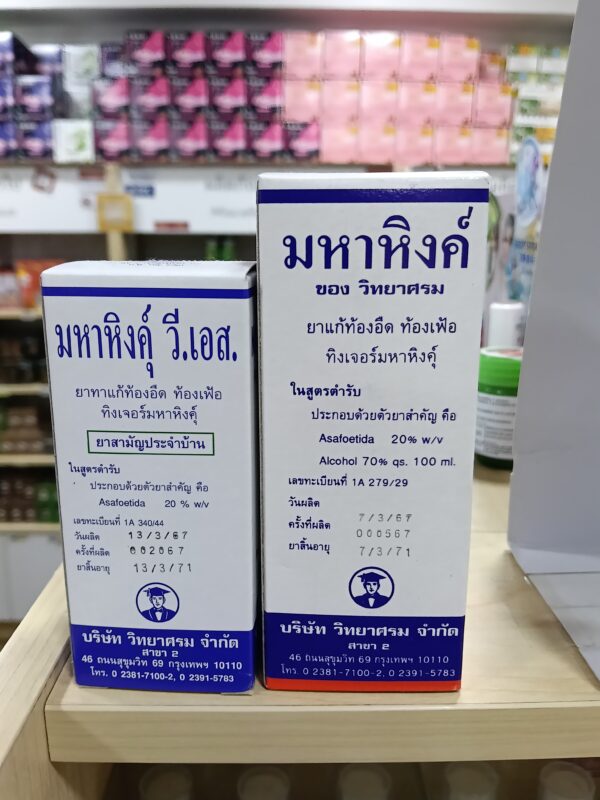 มหาหิงคุ์ วี.เอส.
ยาทาแก้ท้องอืด ท้องเฟ้อ
ทิงเจอร์มหาหิงคุ์
ยาสามัญประจำบ้าน
ในสูตรตำรับ
ประกอบด้วยตัวยาสำคัญ คือ
Asafoetida 20 % w/v
เลขทะเบียนที่ 1A 340/44
วันผลิต 13/3/67
ครั้งที่ผลิต 002067
ยาสิ้นอายุ 13/3/71
บริษัท วิทยาศรม จำกัด
สาขา ๒
46 ถนนสุขุมวิท 69 กรุงเทพฯ 10110
โทร. 0 2381-7100-2, 0 2391-5783
มหาหิงค์
ของ วิทยาศรม
ยาแก้ท้องอืด ท้องเฟ้อ
ทิงเจอร์มหาหิงคุ์
ในสูตรตำรับ
ประกอบด้วยตัวยาสำคัญ คือ
Asafoetida 20% w/v
Alcohol 70% qs. 100 ml.
เลขทะเบียนที่ 1A 279/29
วันผลิต 7/3/67
ครั้งที่ผลิต 000567
ยาสิ้นอายุ 7/3/71
บริษัท วิทยาศรม จำกัด
สาขา ๒
46 ถนนสุขุมวิท 69 กรุงเทพฯ 10110
โทร. 0 2381-7100-2, 0 2391-5783